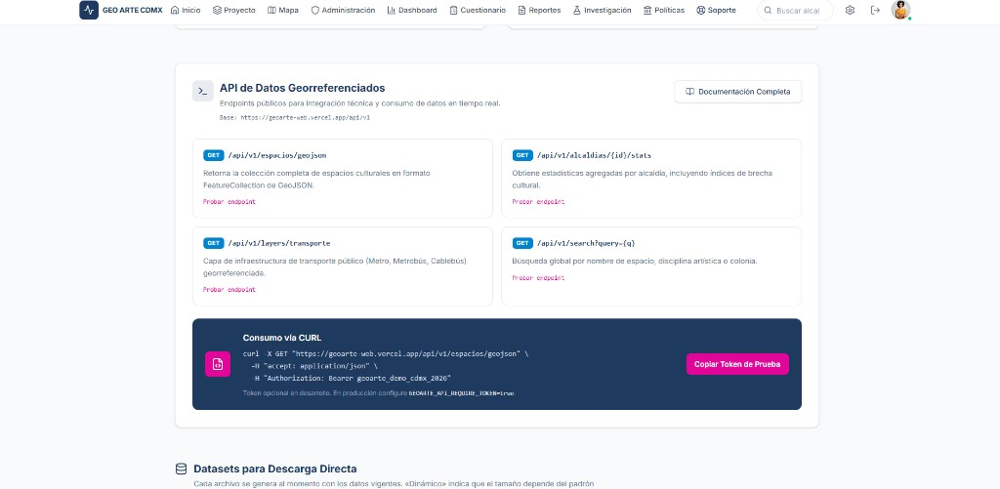 GEO ARTE CDMX Inicio Proyecto Mapa Administración Dashboard Cuestionario Reportes Investigación Políticas Soporte Buscar alcal
API de Datos Georreferenciados
Documentación Completa
Endpoints públicos para integración técnica y consumo de datos en tiempo real.
Base: https://geoarte-web.vercel.app/api/v1
GET /api/v1/espacios/geojson
Retorna la colección completa de espacios culturales en formato
FeatureCollection de GeoJSON.
Probar endpoint
GET /api/v1/alcaldias/{id}/stats
Obtiene estadísticas agregadas por alcaldía, incluyendo índices de brecha
cultural.
Probar endpoint
GET /api/v1/layers/transporte
Capa de infraestructura de transporte público (Metro, Metrobús, Cablebús)
georreferenciada.
Probar endpoint
GET /api/v1/search?query={q}
Búsqueda global por nombre de espacio, disciplina artística o colonia.
Probar endpoint
Consumo via CURL
curl -X GET "https://geoarte-web.vercel.app/api/v1/espacios/geojson" \
-H "accept: application/json" \
-H "Authorization: Bearer geoarte_demo_cdmx_2026"
Token opcional en desarrollo. En producción configure GEOARTE_API_REQUIRE_TOKEN=true.
Copiar Token de Prueba
Datasets para Descarga Directa
Cada archivo se genera al momento con los datos vigentes. «Dinámico» indica que el tamaño depende del padrón